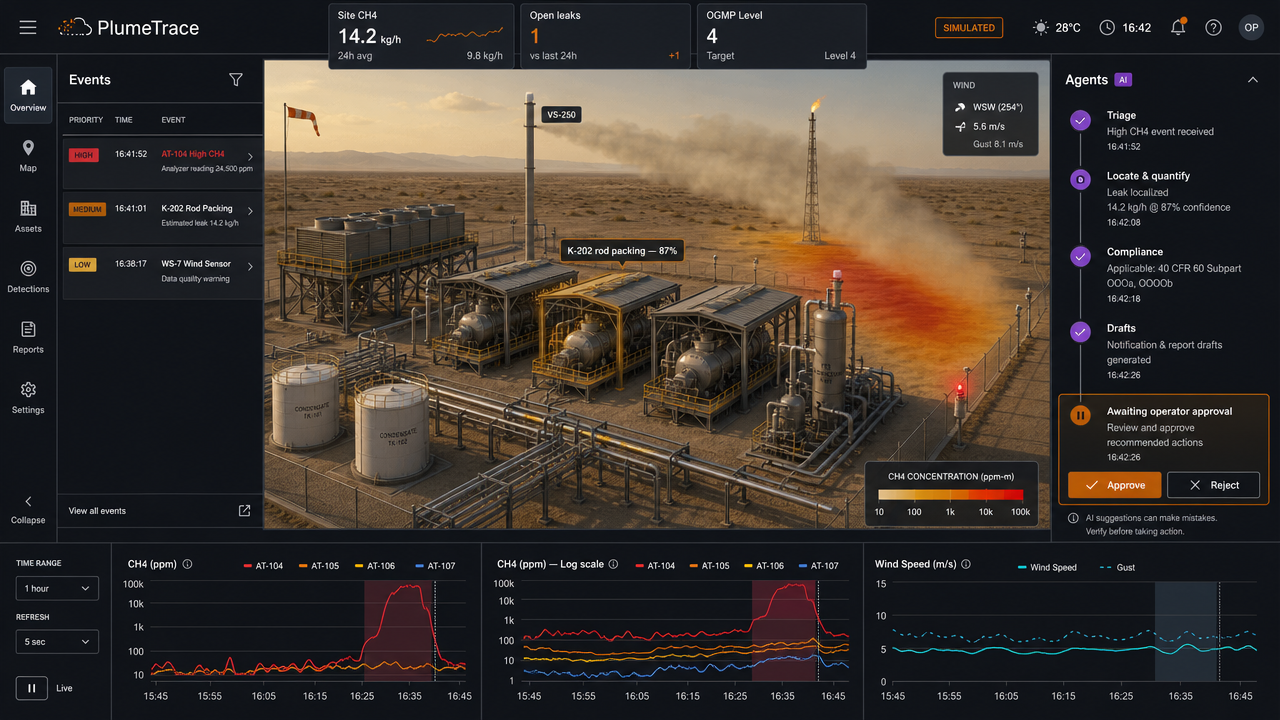 PlumeTrace
Site CH4
14.2 kg/h
24h avg 9.8 kg/h
Open leaks
1
vs last 24h +1
OGMP Level
4
Target Level 4
SIMULATED
28°C
16:42
OP
Overview
Map
Assets
Detections
Reports
Settings
Collapse
Events
PRIORITY TIME EVENT
HIGH 16:41:52 AT-104 High CH4
Analyzer reading 24,500 ppm
MEDIUM 16:41:01 K-202 Rod Packing
Estimated leak 14.2 kg/h
LOW 16:38:17 WS-7 Wind Sensor
Data quality warning
View all events
VS-250
K-202 rod packing — 87%
CONDENSATE
TK-101
CONDENSATE
TK-102
WIND
WSW (254°)
5.6 m/s
Gust 8.1 m/s
CH4 CONCENTRATION (ppm-m)
10 100 1k 10k 100k
Agents AI
Triage
High CH4 event received
16:41:52
Locate & quantify
Leak localized
14.2 kg/h @ 87% confidence
16:42:08
Compliance
Applicable: 40 CFR 60 Subpart
OOOa, OOOOb
16:42:18
Drafts
Notification & report drafts
generated
16:42:26
Awaiting operator approval
Review and approve
recommended actions
16:42:26
Approve Reject
AI suggestions can make mistakes.
Verify before taking action.
TIME RANGE
1 hour
REFRESH
5 sec
Live
CH4 (ppm) AT-104 AT-105 AT-106 AT-107
100k
10k
1k
100
10
15:45 15:55 16:05 16:15 16:25 16:35 16:45
CH4 (ppm) — Log scale AT-104 AT-105 AT-106 AT-107
100k
10k
1k
100
10
1
15:45 15:55 16:05 16:15 16:25 16:35 16:45
Wind Speed (m/s) Wind Speed Gust
15
10
5
0
15:45 15:55 16:05 16:15 16:25 16:35 16:45